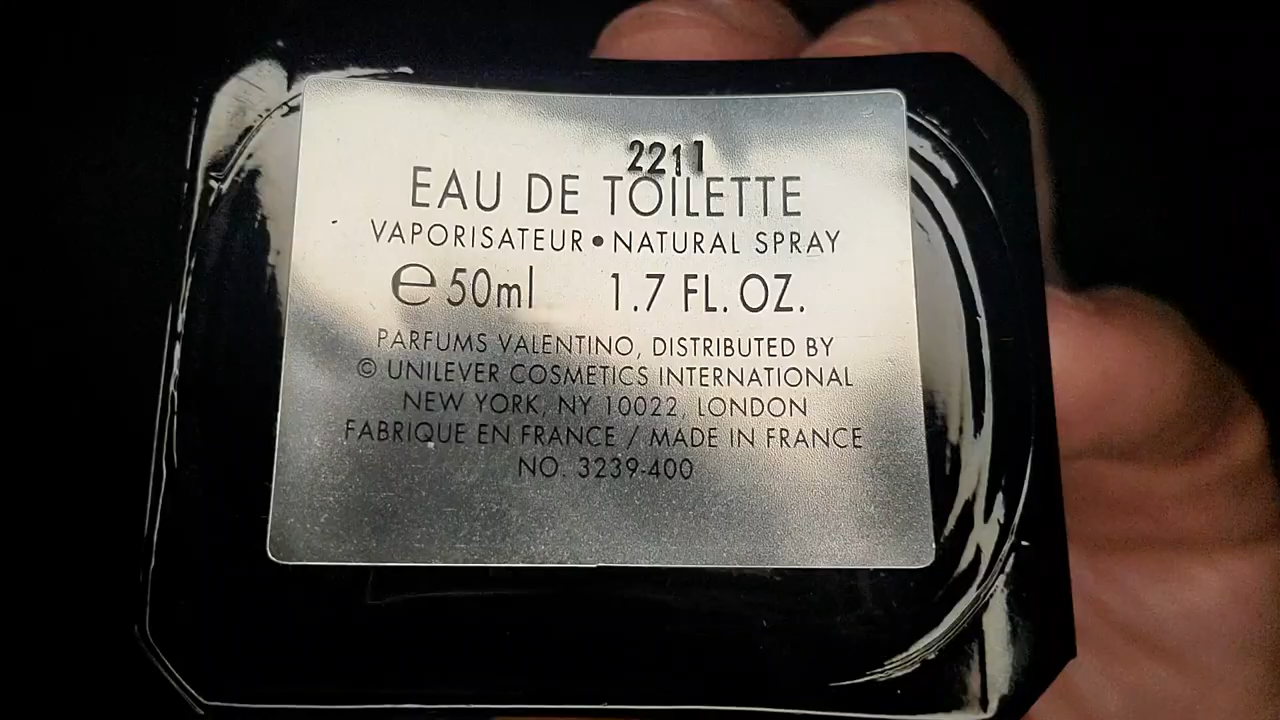 2211
EAU DE TOILETTE
VAPORISATEUR • NATURAL SPRAY
℮ 50ml 1.7 FL. OZ.
PARFUMS VALENTINO, DISTRIBUTED BY
© UNILEVER COSMETICS INTERNATIONAL
NEW YORK, NY 10022, LONDON
FABRIQUE EN FRANCE / MADE IN FRANCE
NO. 3239-400